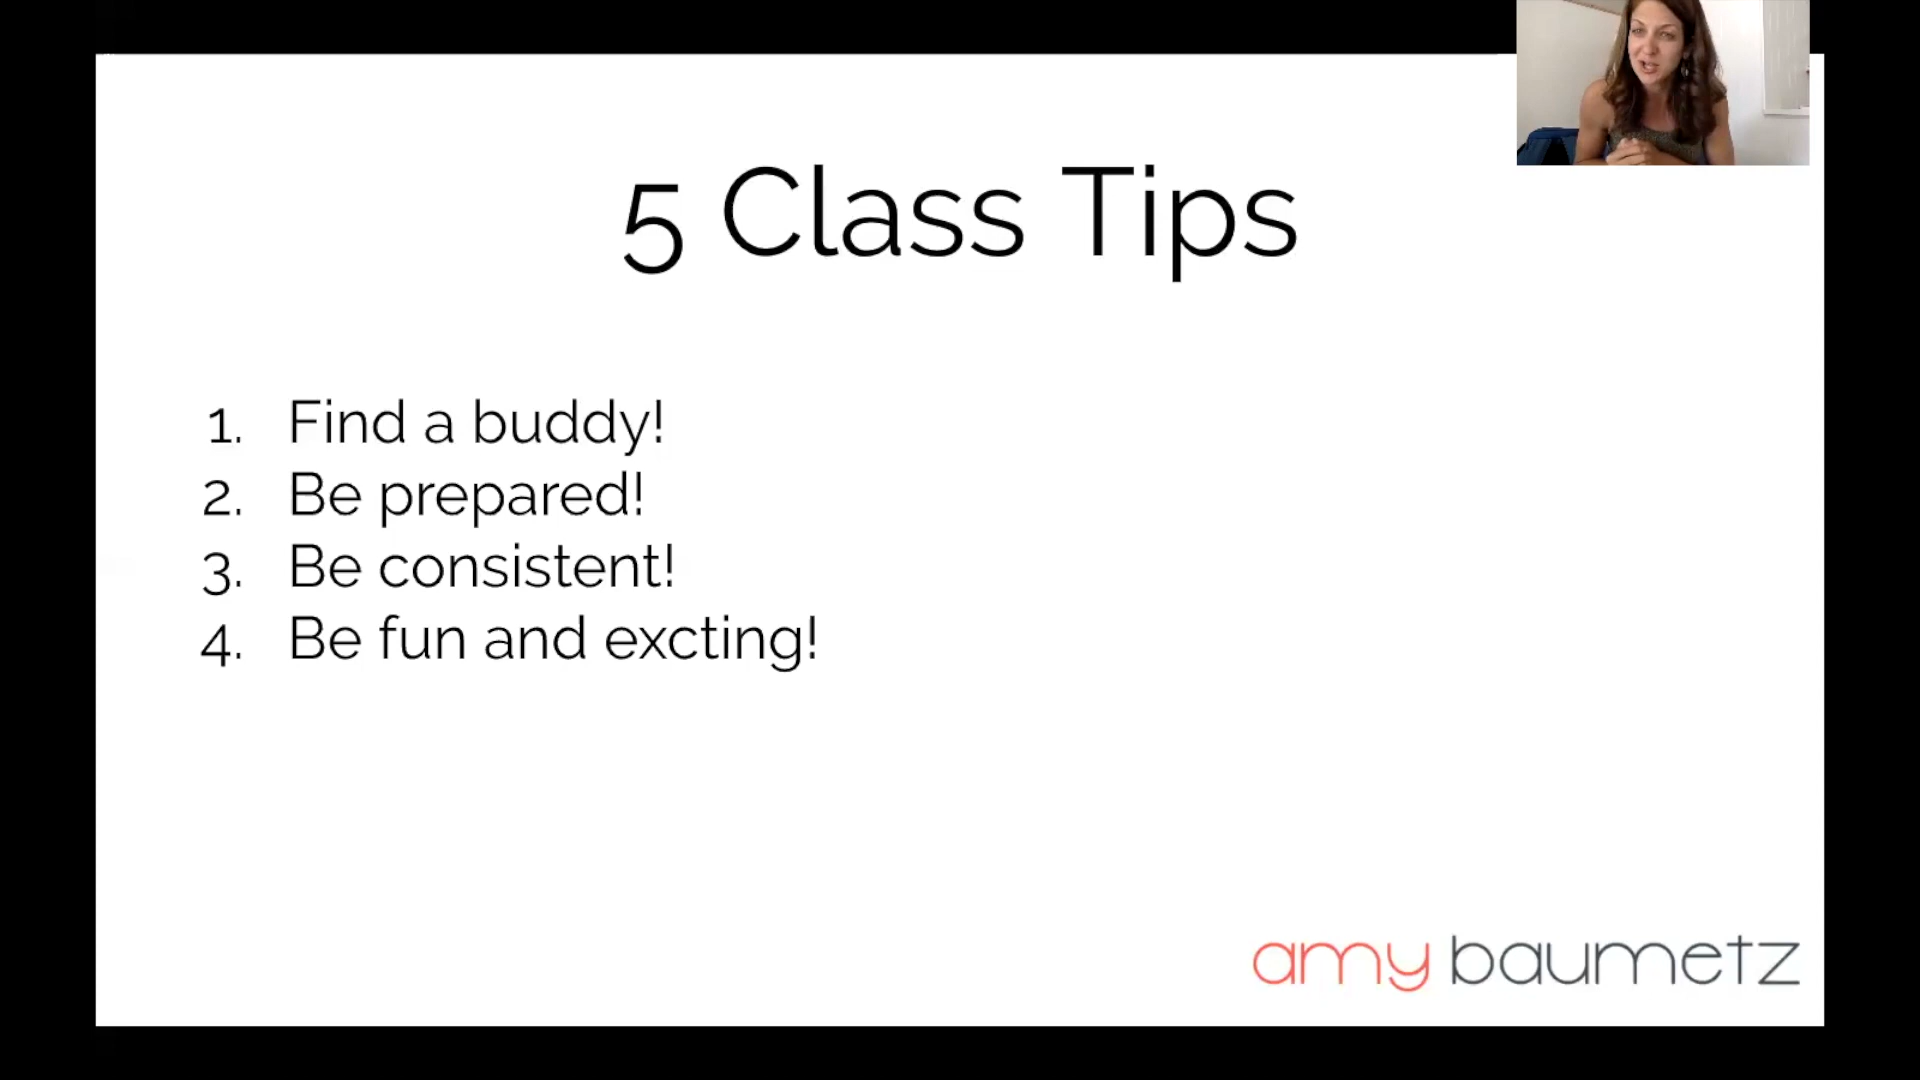 5 Class Tips
1. Find a buddy!
2. Be prepared!
3. Be consistent!
4. Be fun and excting!
amy baumetz